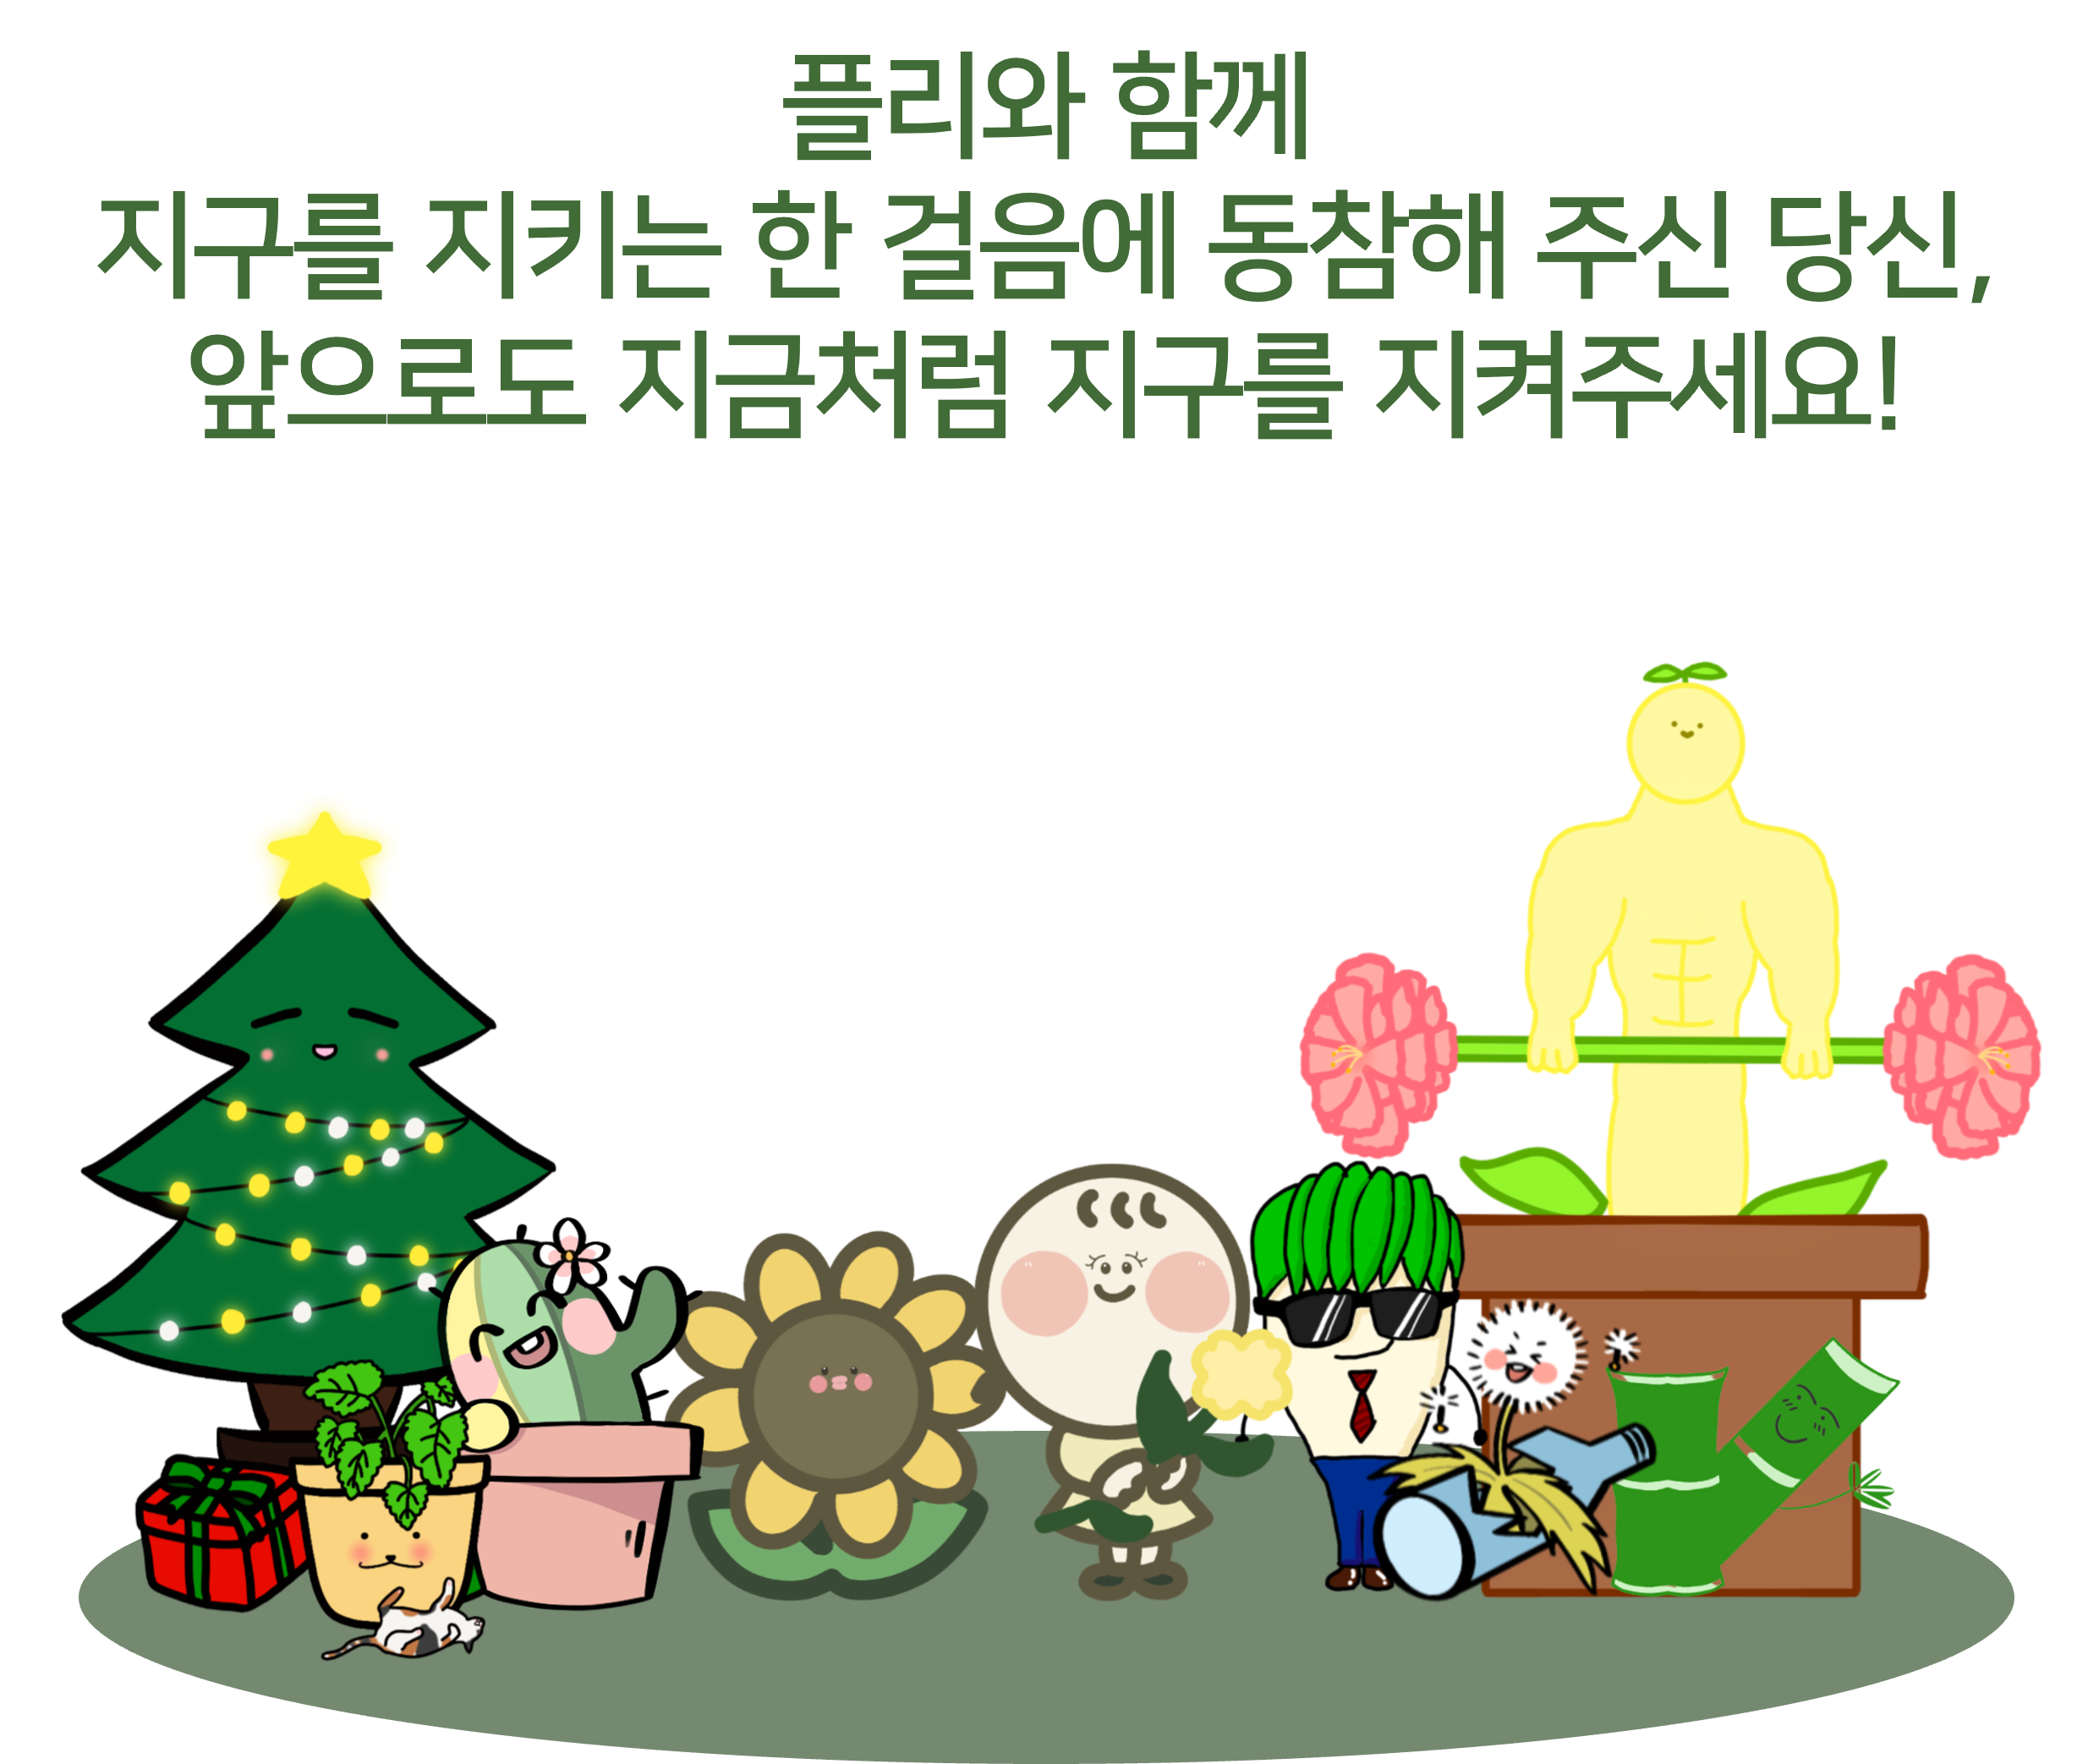 플리와 함께
지구를 지키는 한 걸음에 동참해 주신 당신,
앞으로도 지금처럼 지구를 지켜주세요!